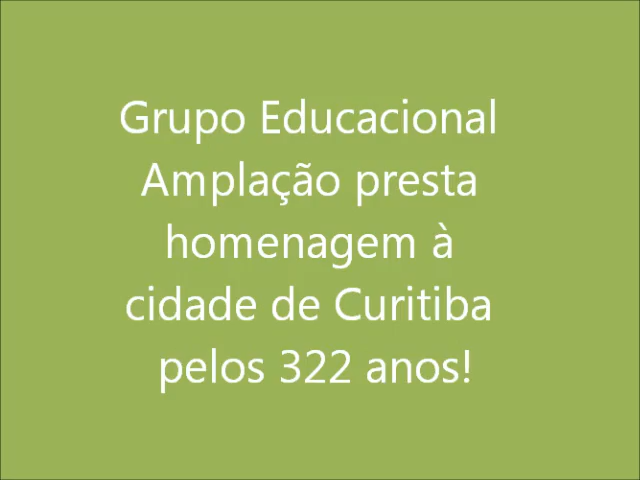 Grupo Educacional
Amplação presta
homenagem à
cidade de Curitiba
pelos 322 anos!